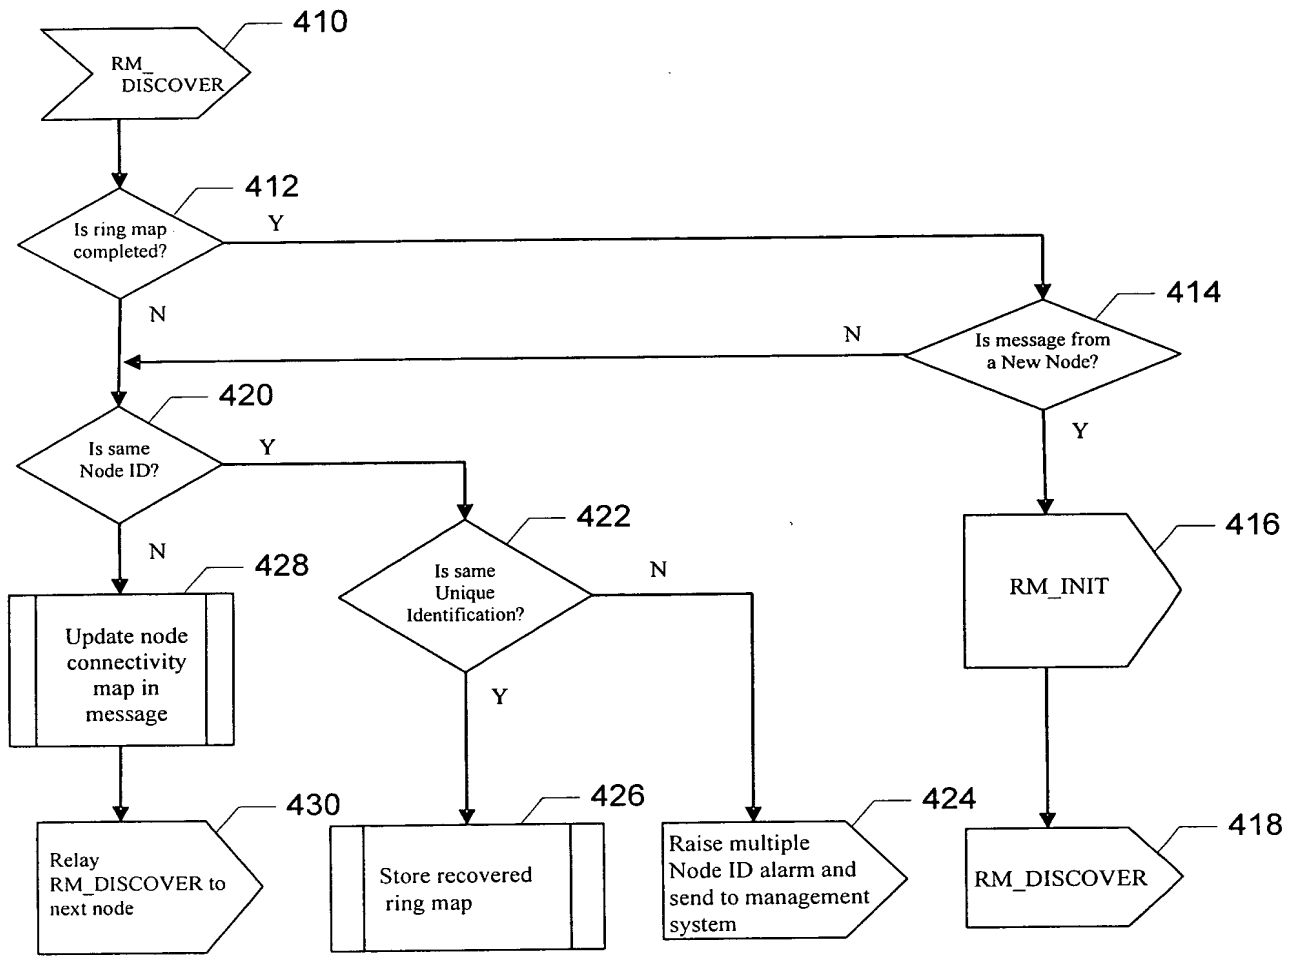 410
RM_
DISCOVER
412
Is ring map
completed?
Y
N
414
Is message from
a New Node?
N
Y
420
Is same
Node ID?
Y
N
422
Is same
Unique
Identification?
N
Y
416
RM_INIT
428
Update node
connectivity
map in
message
430
Relay
RM_DISCOVER to
next node
426
Store recovered
ring map
424
Raise multiple
Node ID alarm and
send to management
system
418
RM_DISCOVER